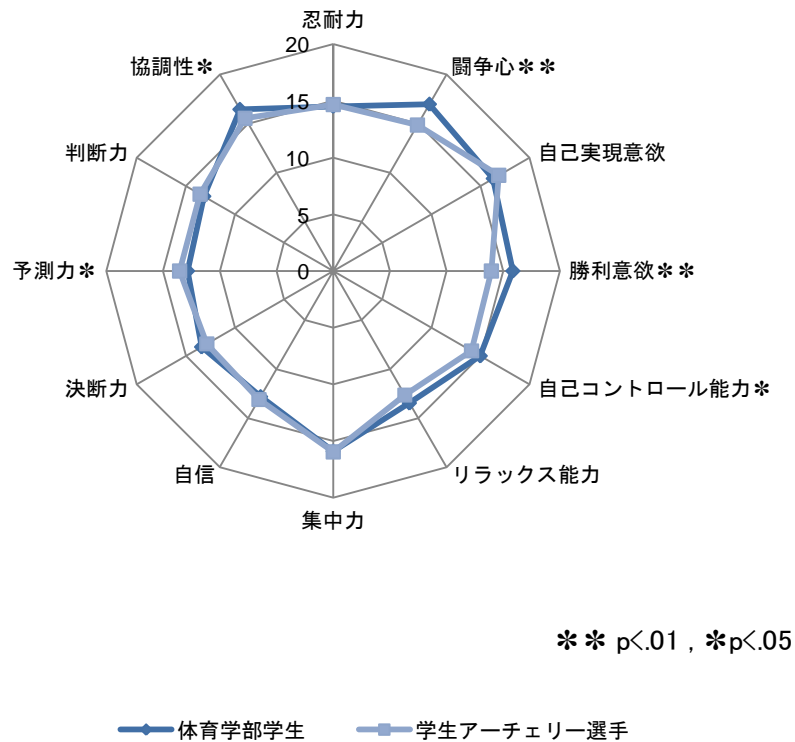 忍耐力
20
協調性＊
闘争心＊＊
15
判断力
自己実現意欲
10
5
予測力＊
0
勝利意欲＊＊
決断力
自己コントロール能力＊
自信
リラックス能力
集中力
＊＊ p<.01 , ＊p<.05
体育学部学生
学生アーチェリー選手